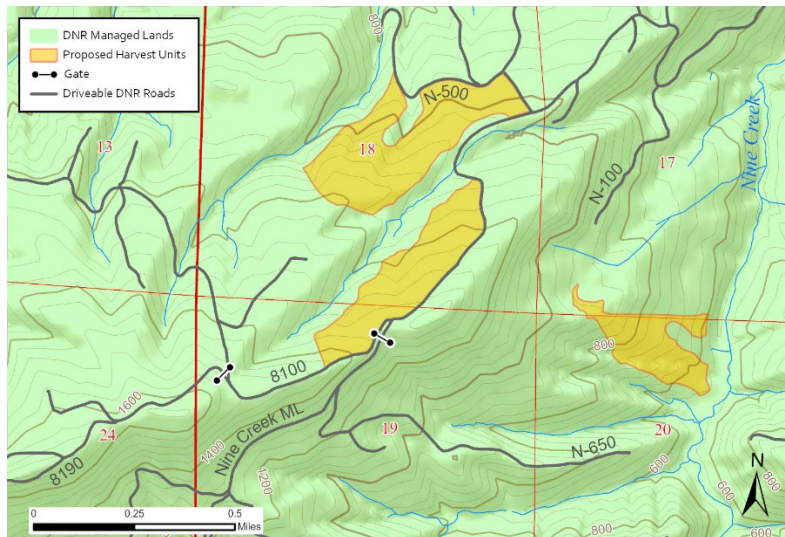 DNR Managed Lands
Proposed Harvest Units
Gate
Driveable DNR Roads
800
N-500
18
13
17
N-100
Nine Creek
800
8100
1600
24
8190
1400
Nine Creek ML
1200
19
N-650
20
600
600
600
800
800
600
N
0 0.25 0.5
Miles